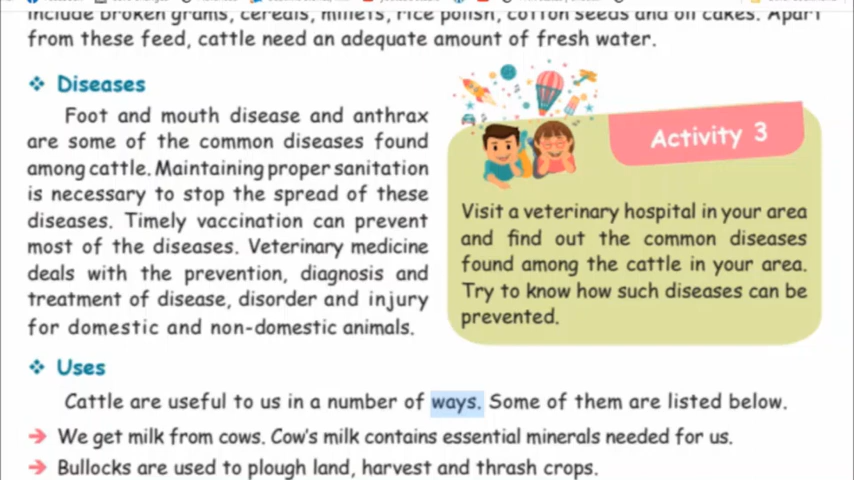 include broken grams, cereals, millets, rice polish, cotton seeds and oil cakes. Apart
from these feed, cattle need an adequate amount of fresh water.
❖ Diseases
Foot and mouth disease and anthrax
are some of the common diseases found
among cattle. Maintaining proper sanitation
is necessary to stop the spread of these
diseases. Timely vaccination can prevent
most of the diseases. Veterinary medicine
deals with the prevention, diagnosis and
treatment of disease, disorder and injury
for domestic and non-domestic animals.
Activity 3
Visit a veterinary hospital in your area
and find out the common diseases
found among the cattle in your area.
Try to know how such diseases can be
prevented.
❖ Uses
Cattle are useful to us in a number of ways. Some of them are listed below.
➔ We get milk from cows. Cow's milk contains essential minerals needed for us.
➔ Bullocks are used to plough land, harvest and thrash crops.